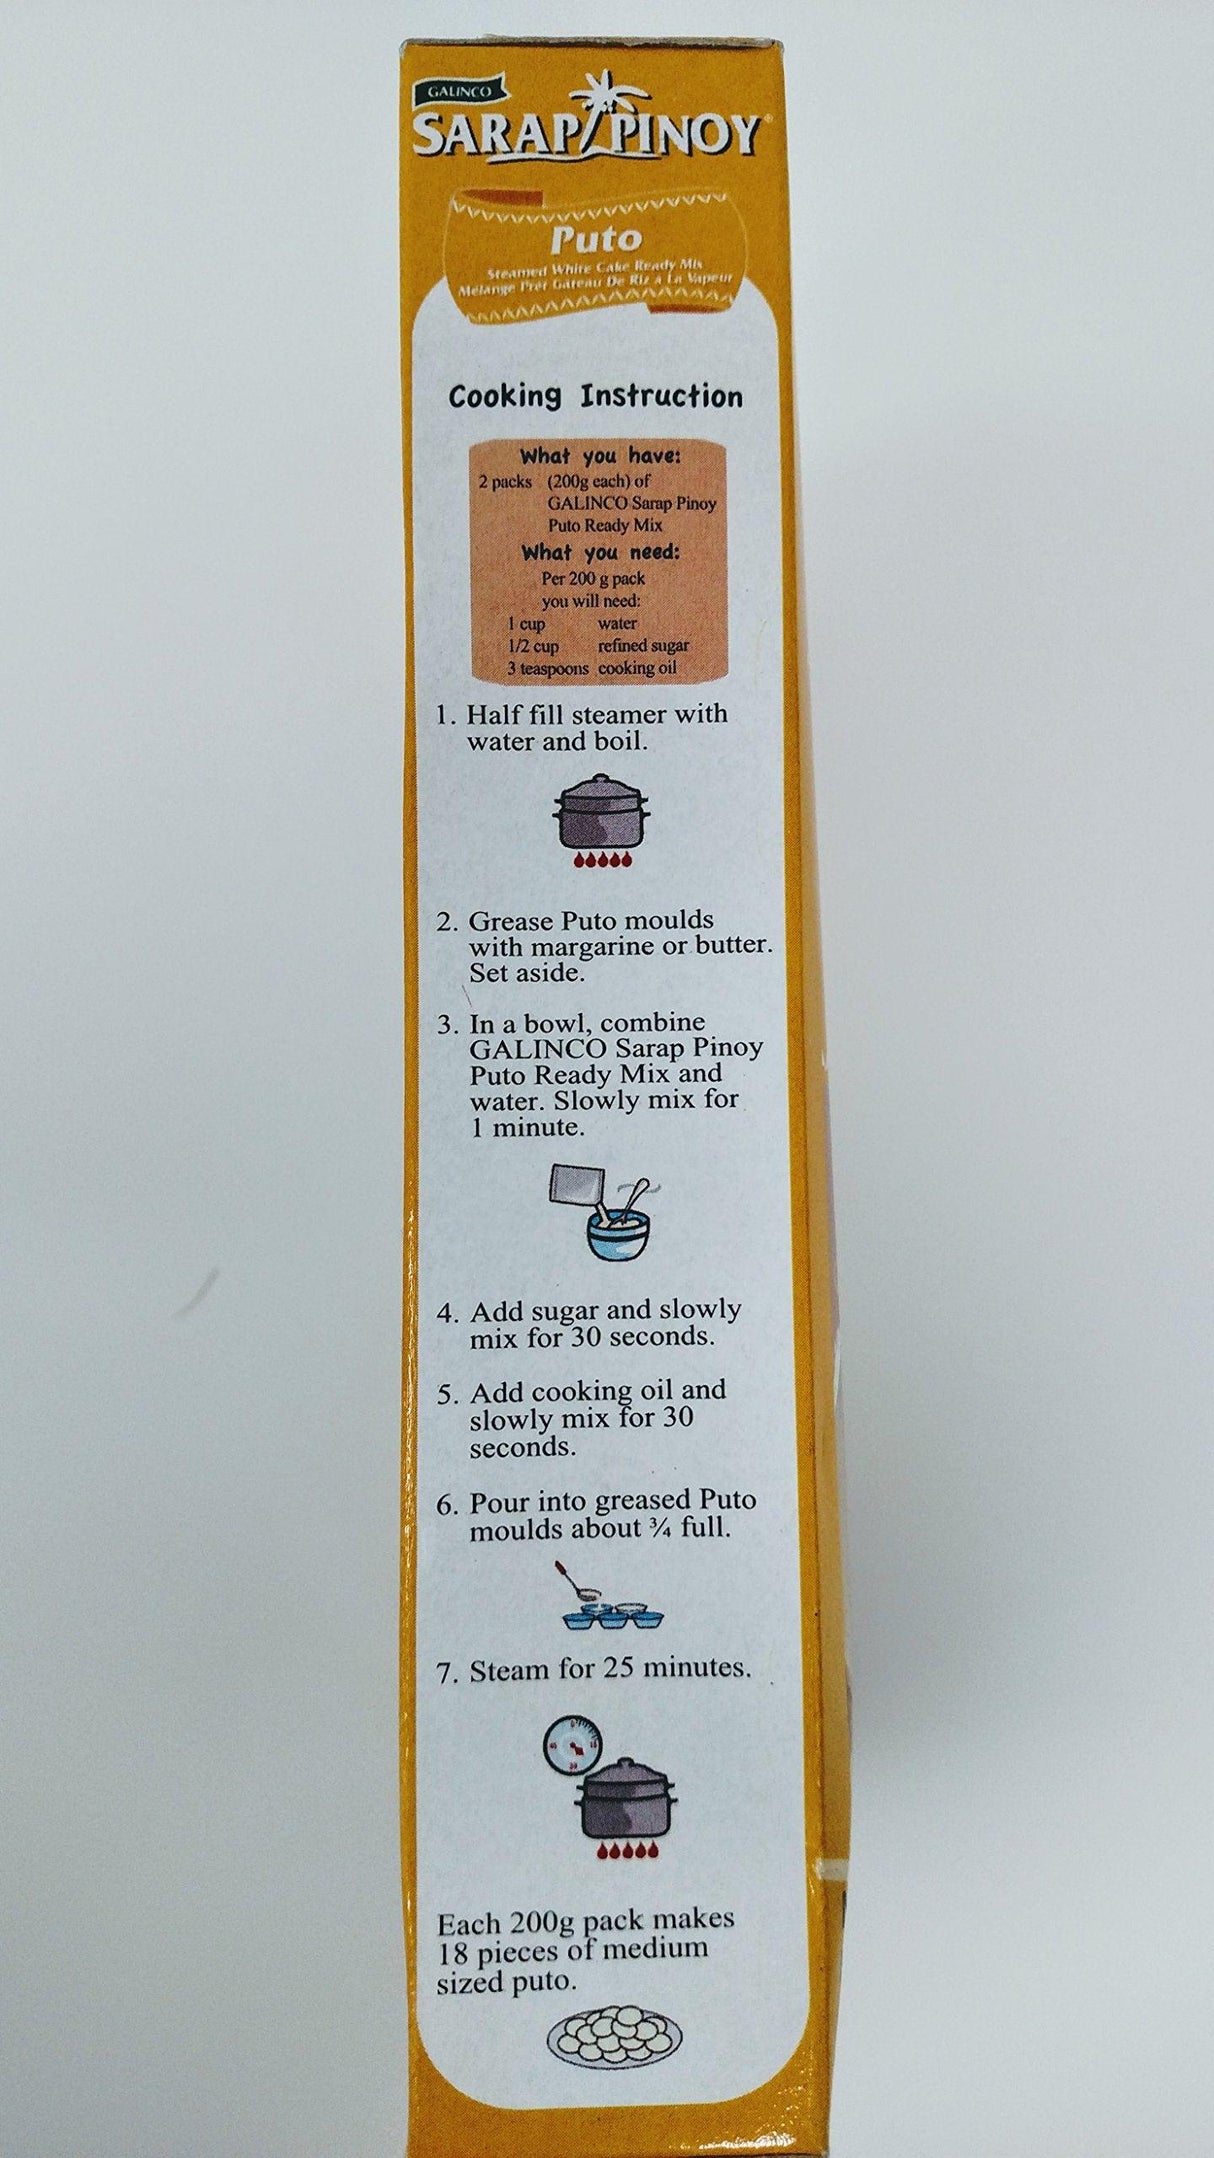 GALINCO
SARAP PINOY®
Puto
Steamed White Cake Ready Mix
Mélange Prêt Gateau De Riz a La Vapeur
Cooking Instruction
What you have:
2 packs (200g each) of
GALINCO Sarap Pinoy
Puto Ready Mix
What you need:
Per 200 g pack
you will need:
1 cup water
1/2 cup refined sugar
3 teaspoons cooking oil
1. Half fill steamer with
water and boil.
2. Grease Puto moulds
with margarine or butter.
Set aside.
3. In a bowl, combine
GALINCO Sarap Pinoy
Puto Ready Mix and
water. Slowly mix for
1 minute.
4. Add sugar and slowly
mix for 30 seconds.
5. Add cooking oil and
slowly mix for 30
seconds.
6. Pour into greased Puto
moulds about ¾ full.
7. Steam for 25 minutes.
Each 200g pack makes
18 pieces of medium
sized puto.